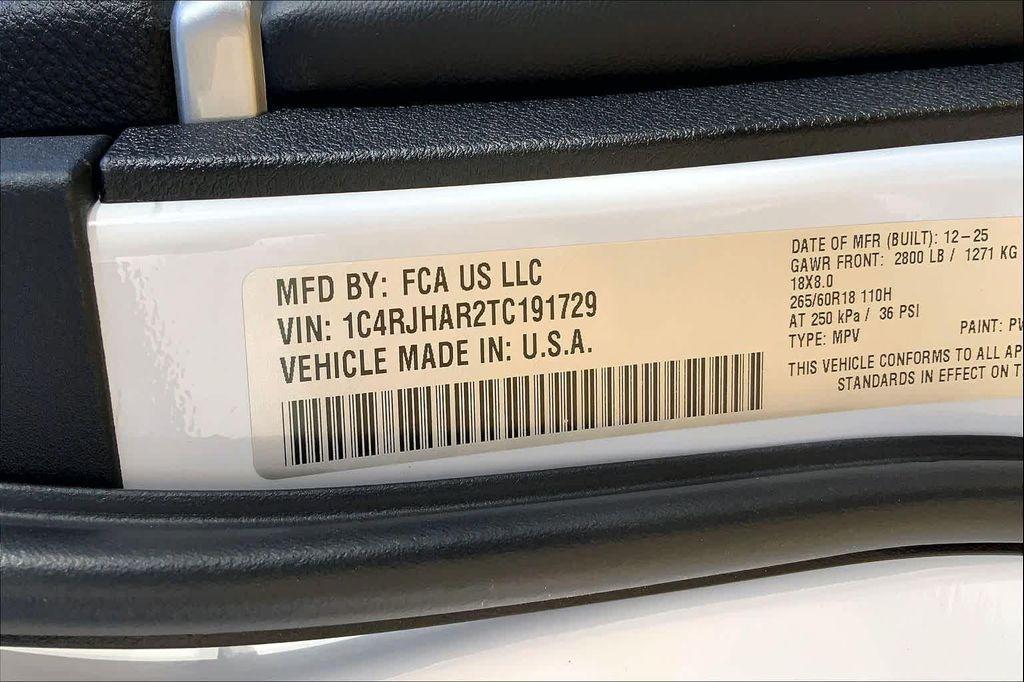 MFD BY: FCA US LLC
VIN: 1C4RJHAR2TC191729
VEHICLE MADE IN: U.S.A.
DATE OF MFR (BUILT): 12-25
GAWR FRONT: 2800 LB / 1271 KG
18X8.0
265/60R18 110H
AT 250 kPa / 36 PSI
TYPE: MPV
PAINT:
THIS VEHICLE CONFORMS TO ALL
STANDARDS IN EFFECT ON